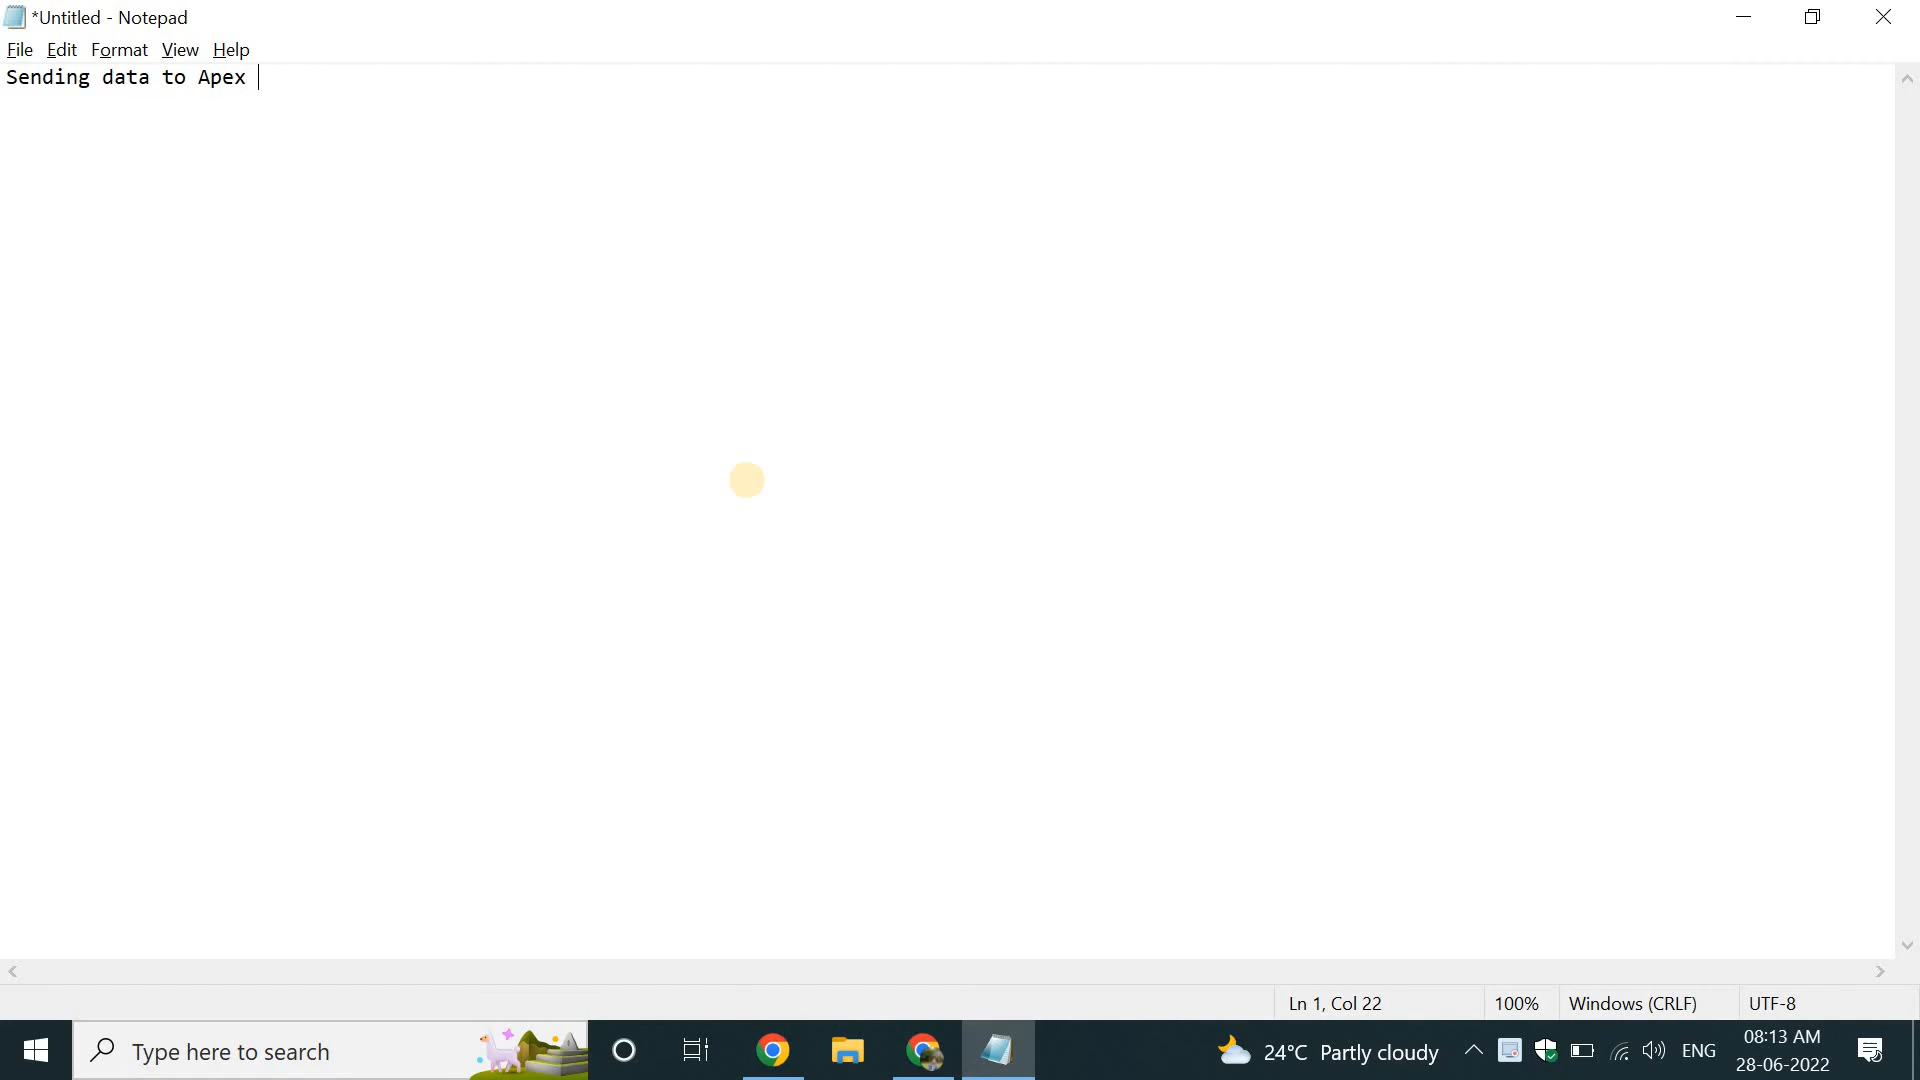 *Untitled - Notepad
File Edit Format View Help
Sending data to Apex
Ln 1, Col 22 100% Windows (CRLF) UTF-8
Type here to search
24°C Partly cloudy
ENG
08:13 AM
28-06-2022